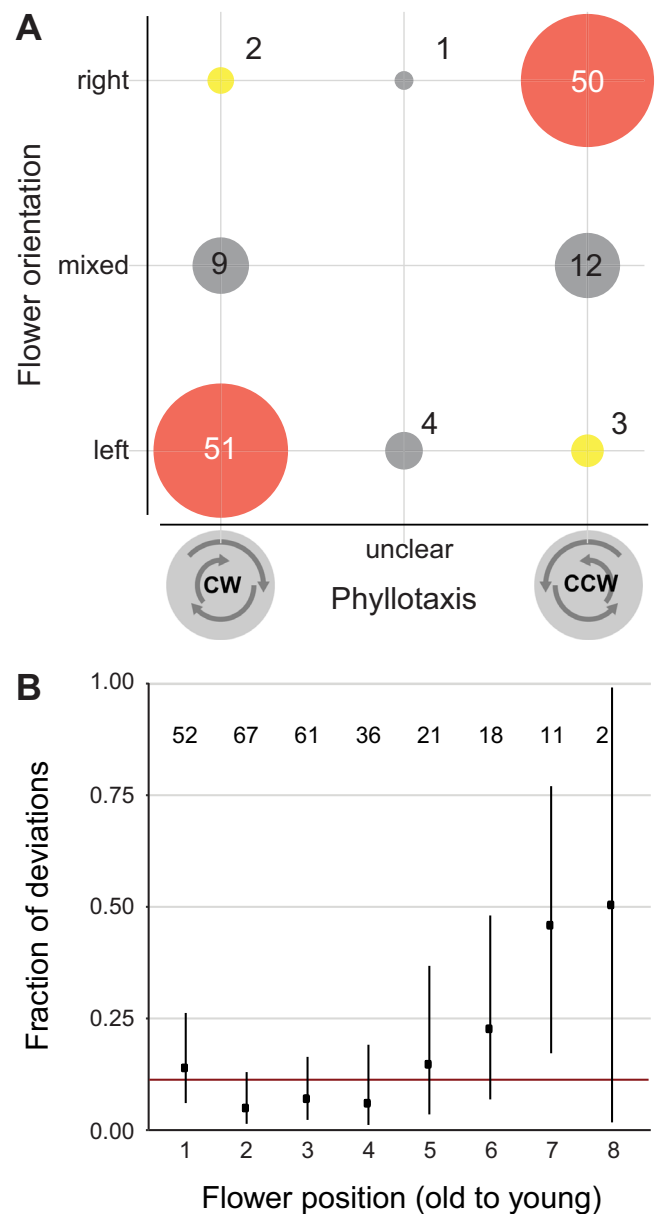 A
2
1
right
50
Flower orientation
mixed
9
12
4
3
left
51
unclear
CW
CCW
Phyllotaxis
B
1.00
52 67 61 36 21 18 11 2
Fraction of deviations
0.75
0.50
0.25
0.00
1 2 3 4 5 6 7 8
Flower position (old to young)